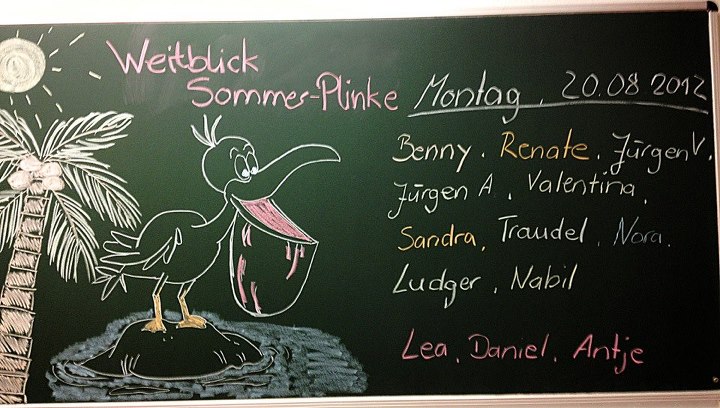 Weitblick
Sommer-Plinke
Montag, 20.08 2012
Benny, Renate, Jürgen V.,
Jürgen A, Valentina,
Sandra, Traudel, Nora,
Ludger, Nabil
Lea, Daniel, Antje